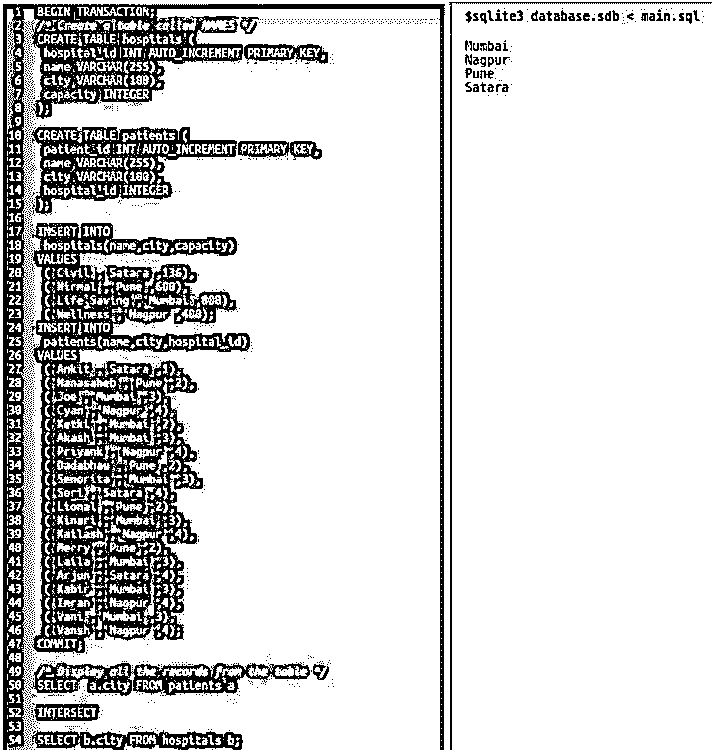 1 BEGIN TRANSACTION;
2 /* Create a table called NAMES */
3 CREATE TABLE hospitals (
4 hospital_id INT AUTO_INCREMENT PRIMARY KEY,
5 name VARCHAR(255),
6 city VARCHAR(100),
7 capacity INTEGER
8 );
9
10 CREATE TABLE patients (
11 patient_id INT AUTO_INCREMENT PRIMARY KEY,
12 name VARCHAR(255),
13 city VARCHAR(100),
14 hospital_id INTEGER
15 );
16
17 INSERT INTO
18 hospitals(name,city,capacity)
19 VALUES
20 ('Civil','Satara',136),
21 ('Nirmal','Pune',600),
22 ('Life Saving','Mumbai',800),
23 ('Wellness','Nagpur',400);
24 INSERT INTO
25 patients(name,city,hospital_id)
26 VALUES
27 ('Ankit','Satara',1),
28 ('Manasaheb','Pune',2),
29 ('Joe','Mumbai',3),
30 ('Cyan','Nagpur',4),
31 ('Ketki','Mumbai',2),
32 ('Akash','Mumbai',3),
33 ('Priyank','Nagpur',4),
34 ('Dadabhau','Pune',2),
35 ('Senorita','Mumbai',3),
36 ('Sori','Satara',4),
37 ('Lional','Pune',2),
38 ('Kinari','Mumbai',3),
39 ('Kailash','Nagpur',4),
40 ('Merry','Pune',2),
41 ('Laila','Mumbai',3),
42 ('Arjun','Satara',4),
43 ('Kabir','Mumbai',3),
44 ('Imran','Nagpur',4),
45 ('Vani','Mumbai',3),
46 ('Vansh','Nagpur',4);
47 COMMIT;
48
49 /* Display all the records from the table */
50 SELECT a.city FROM patients a
51
52 INTERSECT
53
54 SELECT b.city FROM hospitals b;
$sqlite3 database.sdb < main.sql
Mumbai
Nagpur
Pune
Satara